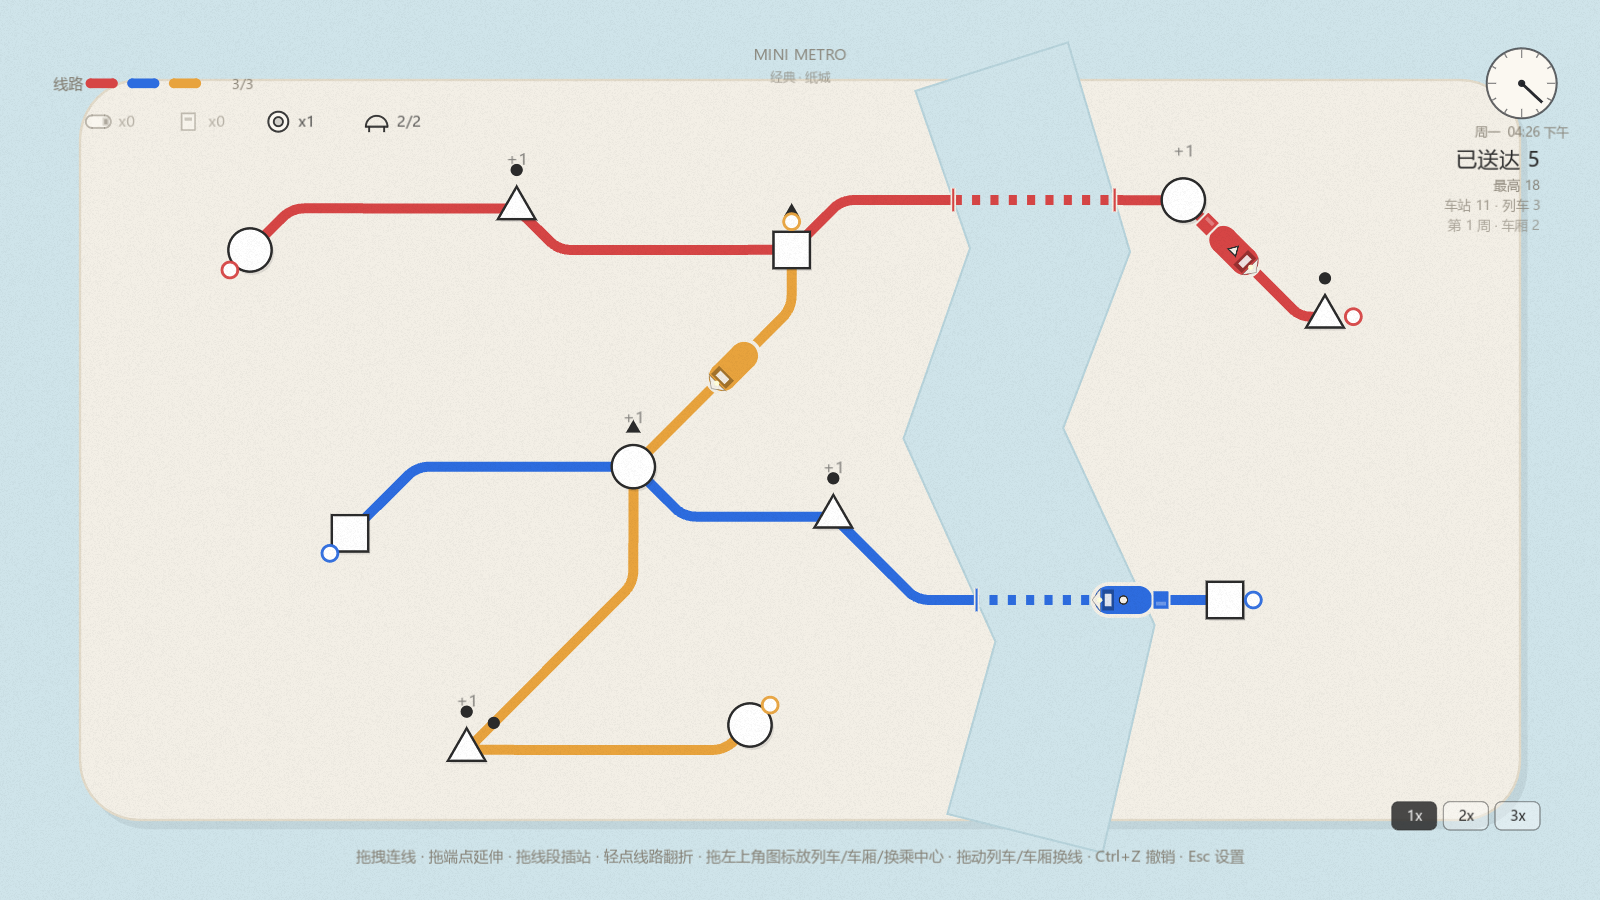 MINI METRO
经典 · 纸城
线路
3/3
x0
x0
x1
2/2
周一 04:26 下午
已送达 5
最高 18
车站 11 · 列车 3
第 1 周 · 车厢 2
+1
+1
+1
+1
+1
1x
2x
3x
拖拽连线 · 拖端点延伸 · 拖线段插站 · 轻点线路翻折 · 拖左上角图标放列车/车厢/换乘中心 · 拖动列车/车厢换线 · Ctrl+Z 撤销 · Esc 设置